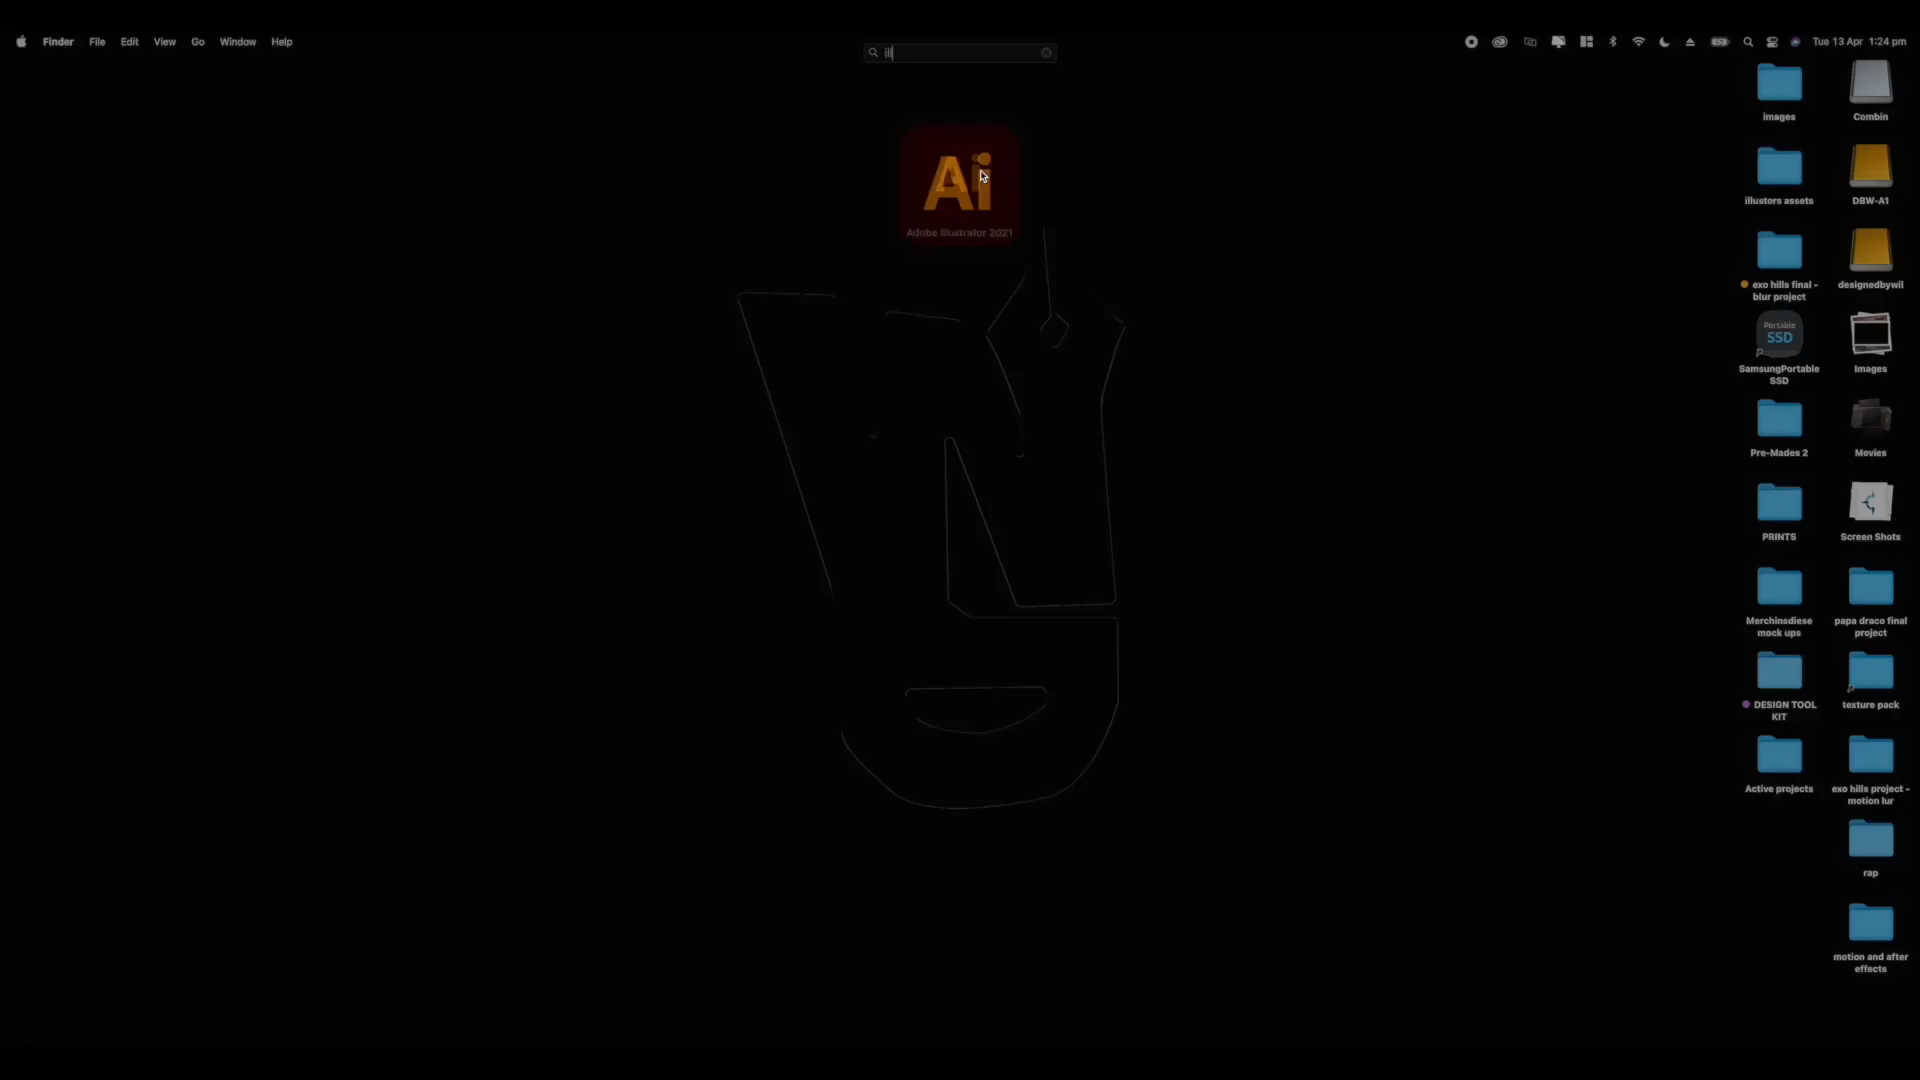 Finder File Edit View Go Window Help
ill
Tue 13 Apr 1:24 pm
Ai
Adobe Illustrator 2021
images
Combin
illustors assets
DBW-A1
exo hills final -
blur project
designedbywil
Portable
SSD
SamsungPortable
SSD
Images
Pre-Mades 2
Movies
PRINTS
Screen Shots
Merchinsdiese
mock ups
papa draco final
project
DESIGN TOOL
KIT
texture pack
Active projects
exo hills project -
motion lur
rap
motion and after
effects